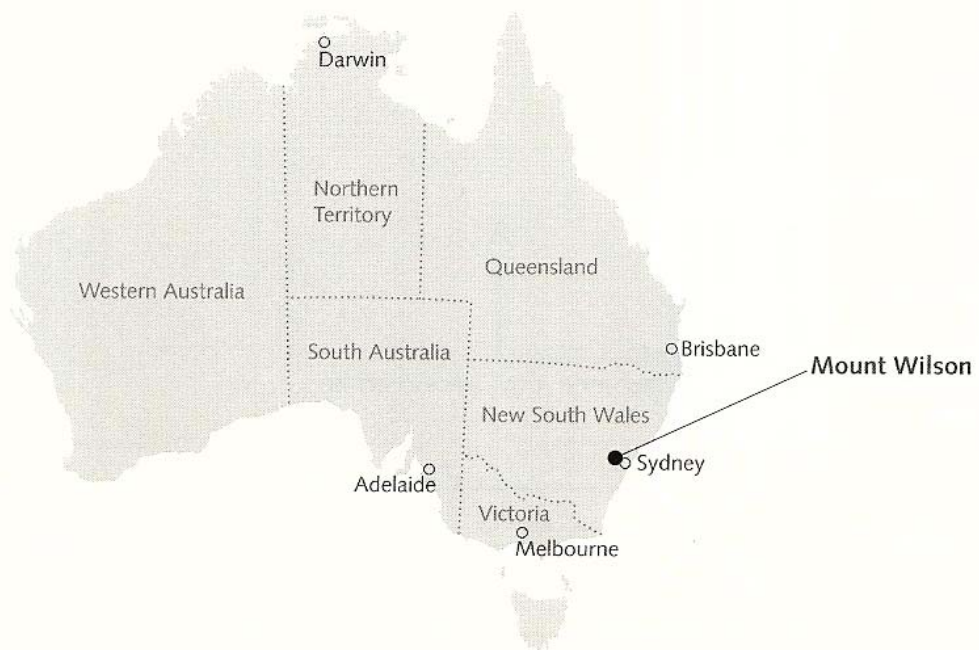 Darwin
Northern
Territory
Queensland
Western Australia
South Australia
Brisbane
Mount Wilson
New South Wales
Sydney
Adelaide
Victoria
Melbourne